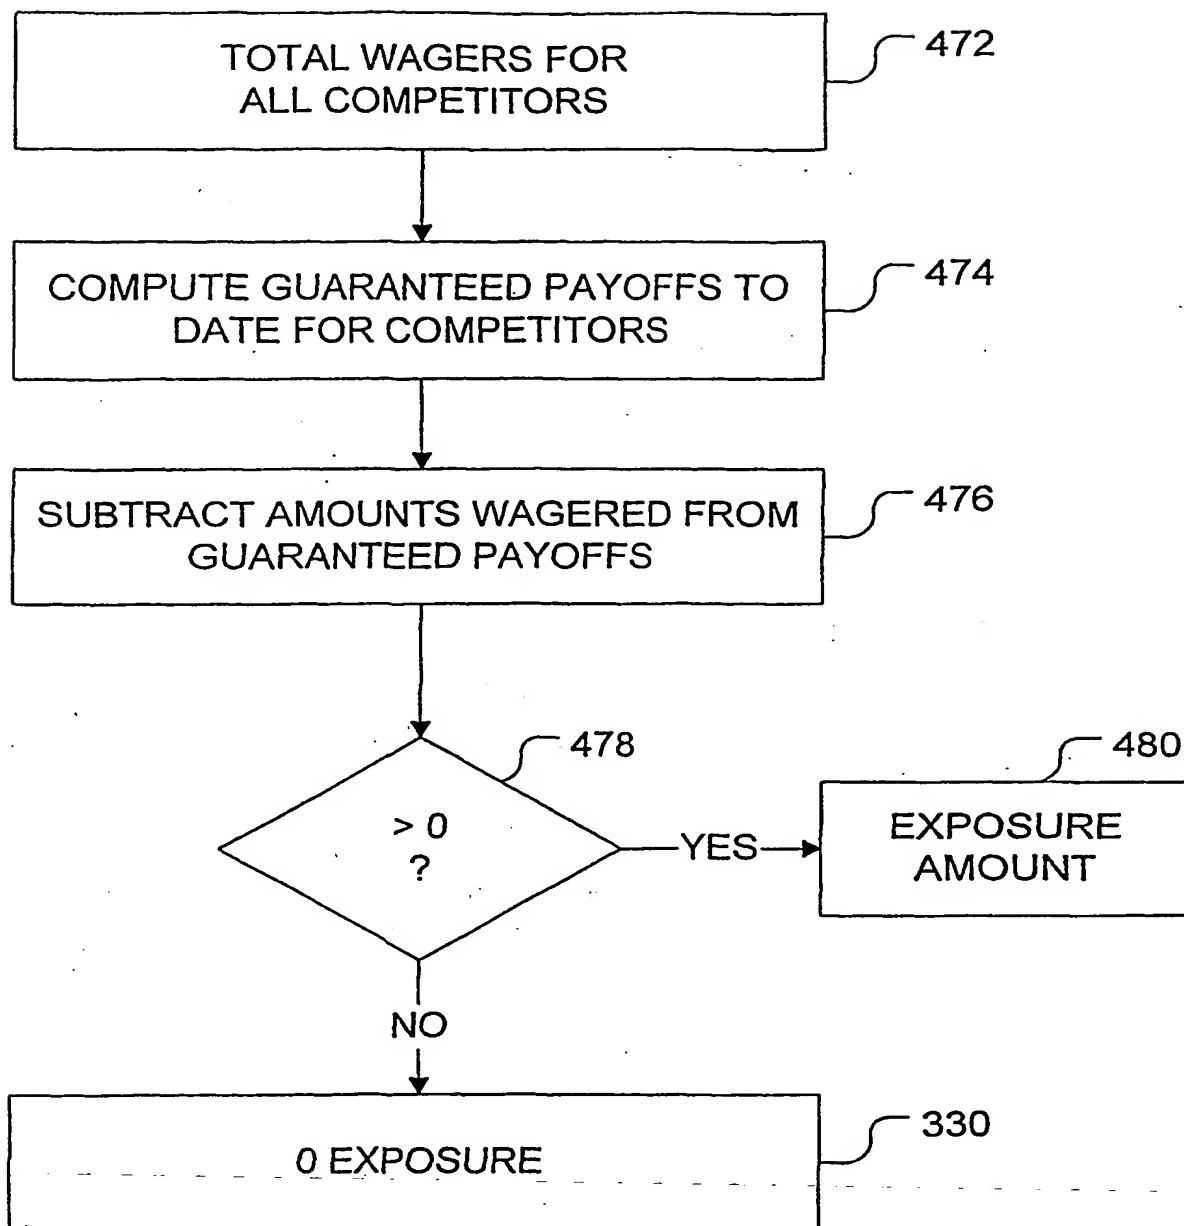 TOTAL WAGERS FOR
ALL COMPETITORS
472
COMPUTE GUARANTEED PAYOFFS TO
DATE FOR COMPETITORS
474
SUBTRACT AMOUNTS WAGERED FROM
GUARANTEED PAYOFFS
476
478
> 0
?
YES
480
EXPOSURE
AMOUNT
NO
0 EXPOSURE
330